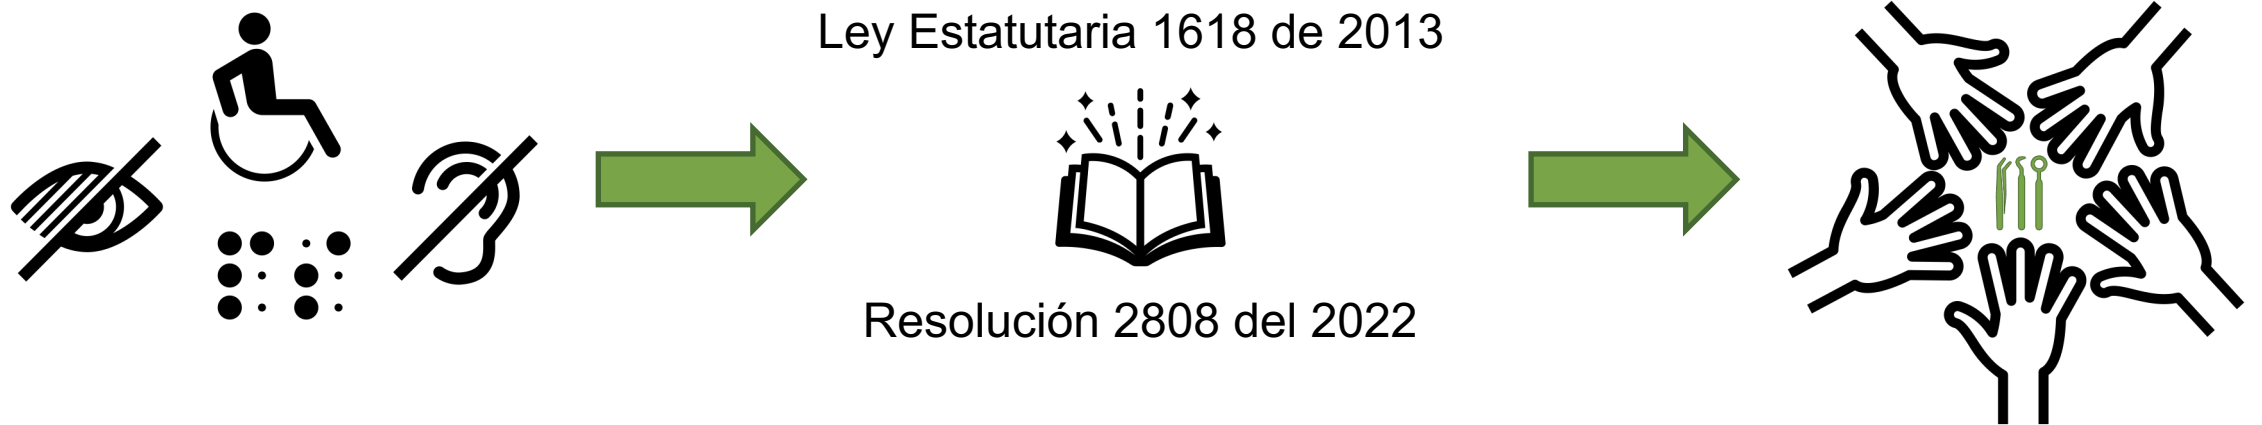 Ley Estatutaria 1618 de 2013
Resolución 2808 del 2022